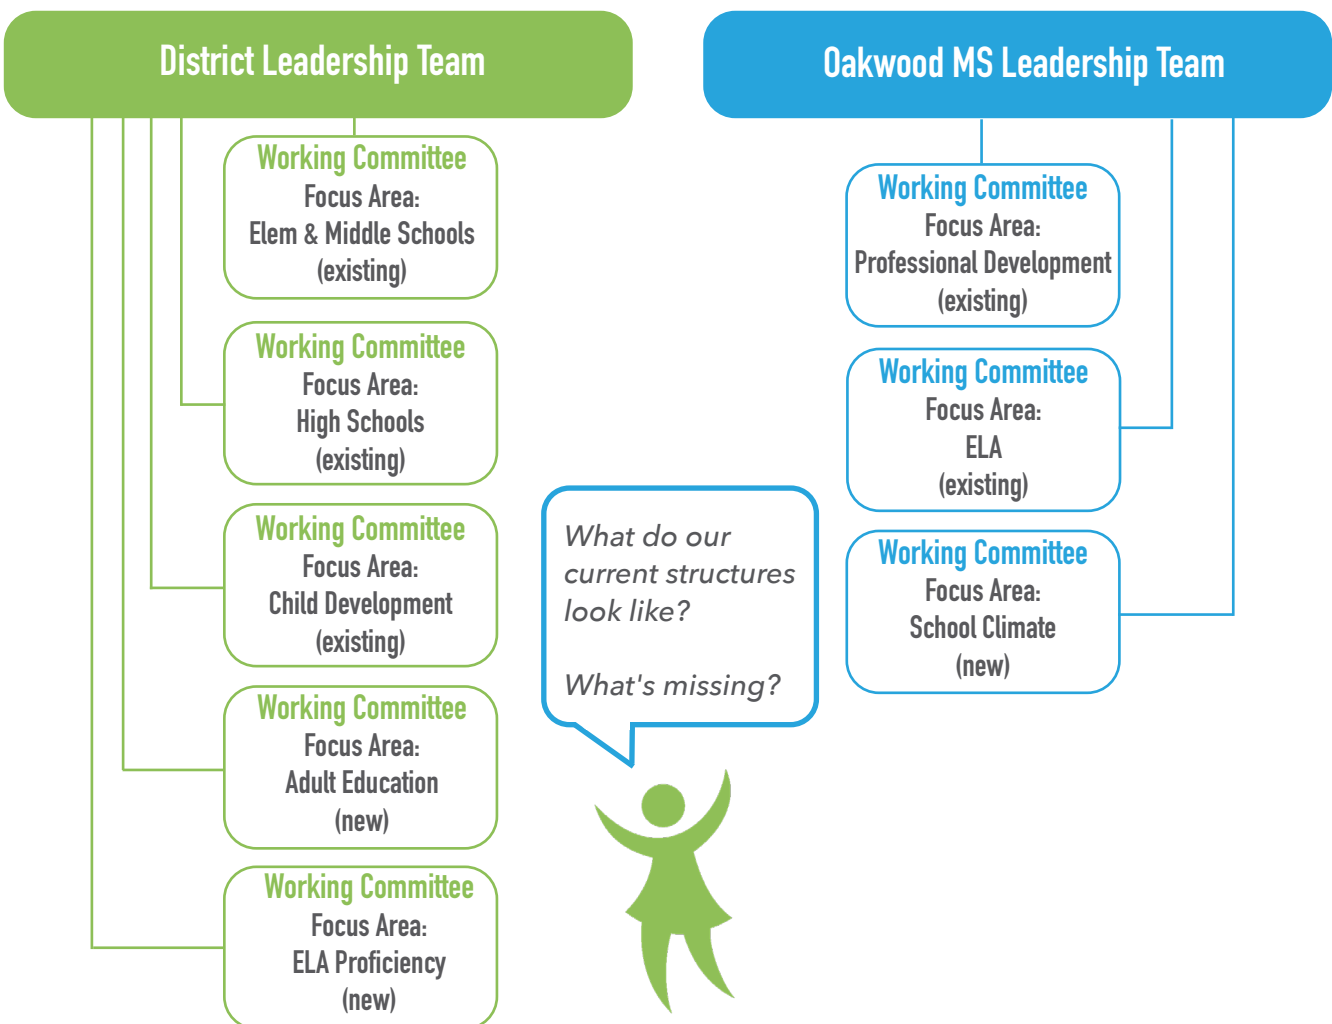 District Leadership Team
Working Committee
Focus Area:
Elem & Middle Schools
(existing)
Working Committee
Focus Area:
High Schools
(existing)
Working Committee
Focus Area:
Child Development
(existing)
Working Committee
Focus Area:
Adult Education
(new)
Working Committee
Focus Area:
ELA Proficiency
(new)
What do our
current structures
look like?
What's missing?
Oakwood MS Leadership Team
Working Committee
Focus Area:
Professional Development
(existing)
Working Committee
Focus Area:
ELA
(existing)
Working Committee
Focus Area:
School Climate
(new)